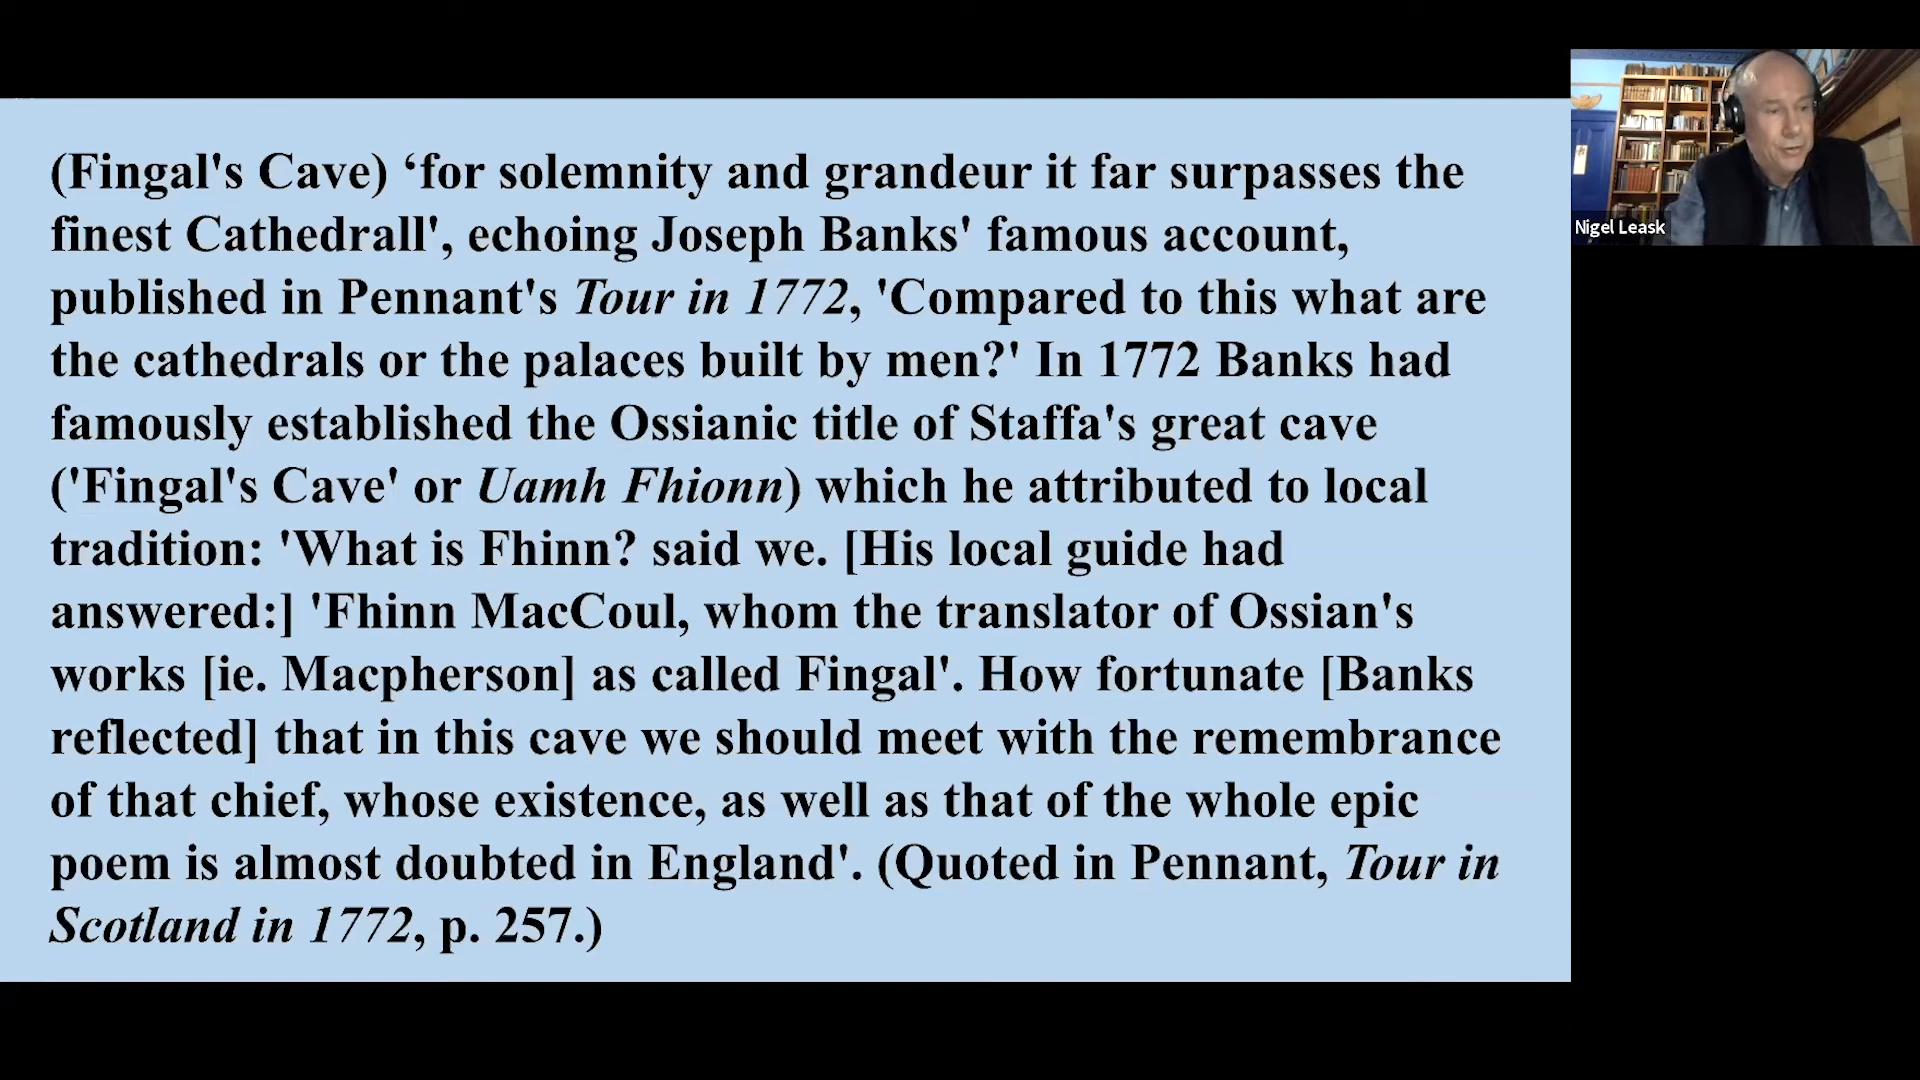 (Fingal's Cave) ‘for solemnity and grandeur it far surpasses the
finest Cathedrall', echoing Joseph Banks' famous account,
published in Pennant's Tour in 1772, 'Compared to this what are
the cathedrals or the palaces built by men?' In 1772 Banks had
famously established the Ossianic title of Staffa's great cave
('Fingal's Cave' or Uamh Fhionn) which he attributed to local
tradition: 'What is Fhinn? said we. [His local guide had
answered:] 'Fhinn MacCoul, whom the translator of Ossian's
works [ie. Macpherson] as called Fingal'. How fortunate [Banks
reflected] that in this cave we should meet with the remembrance
of that chief, whose existence, as well as that of the whole epic
poem is almost doubted in England'. (Quoted in Pennant, Tour in
Scotland in 1772, p. 257.)
Nigel Leask